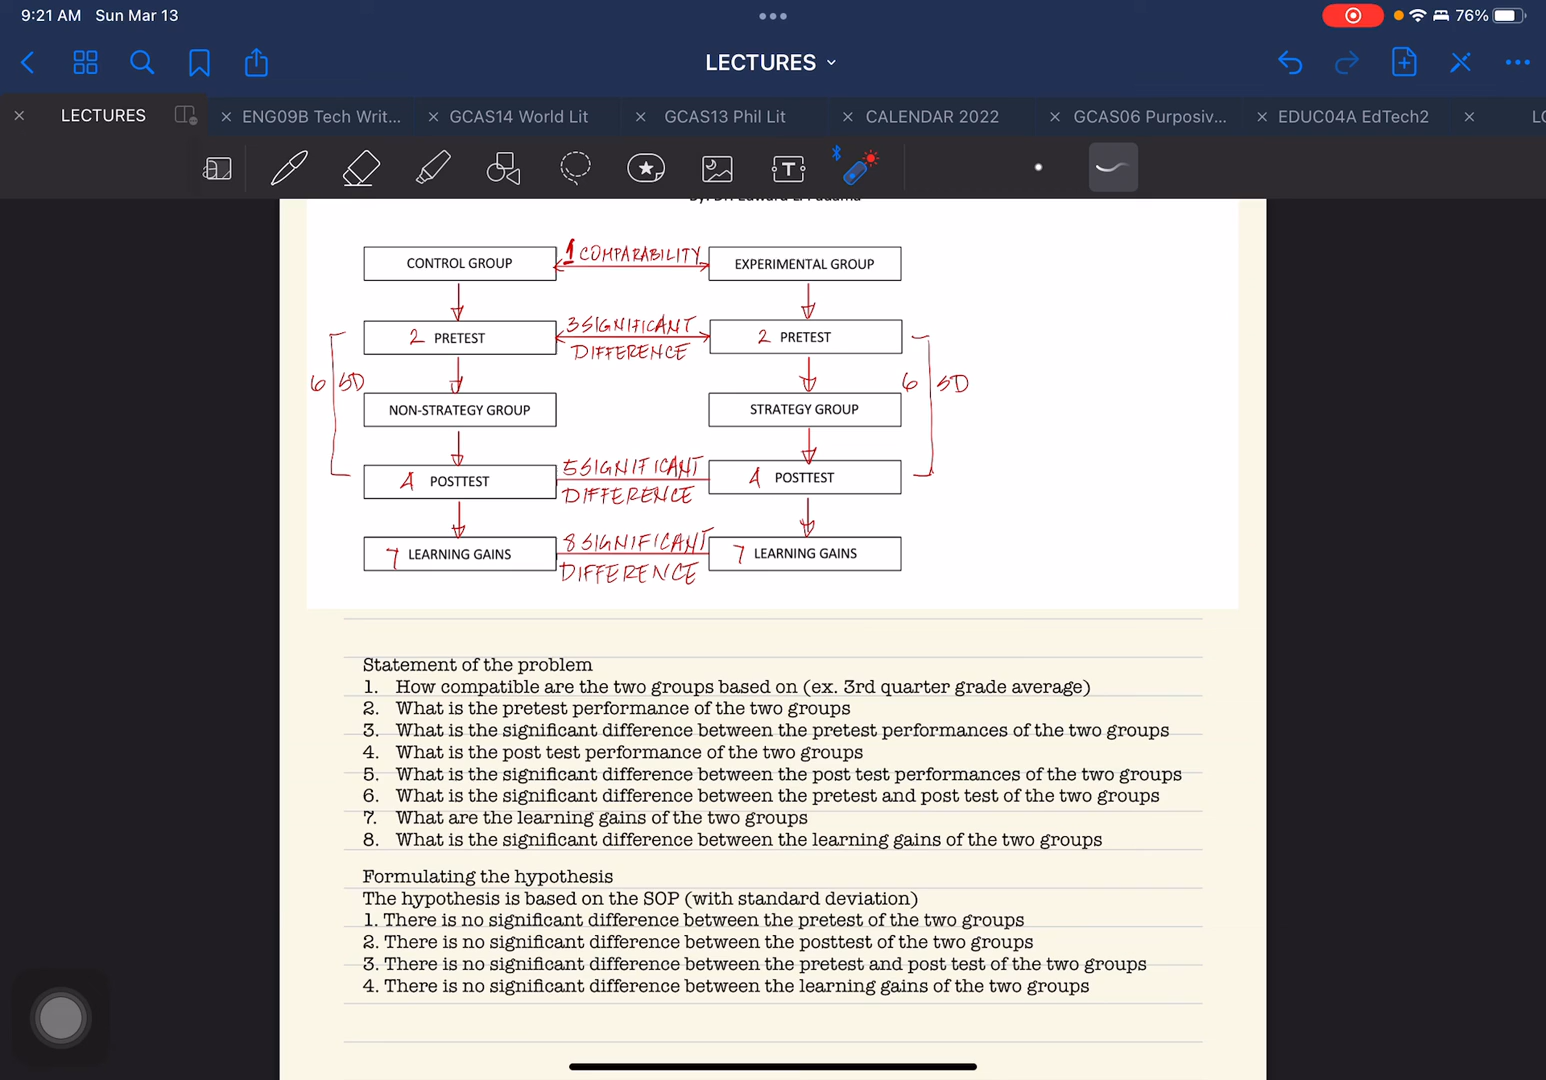 9:21 AM Sun Mar 13
76%
LECTURES
LECTURES
ENG09B Tech Writ...
GCAS14 World Lit
GCAS13 Phil Lit
CALENDAR 2022
GCAS06 Purposiv...
EDUC04A EdTech2
T
CONTROL GROUP
1 COMPARABILITY
EXPERIMENTAL GROUP
2 PRETEST
3 SIGNIFICANT
DIFFERENCE
2 PRETEST
6 SD
6 SD
NON-STRATEGY GROUP
STRATEGY GROUP
4 POSTTEST
5 SIGNIFICANT
DIFFERENCE
4 POSTTEST
7 LEARNING GAINS
8 SIGNIFICANT
DIFFERENCE
7 LEARNING GAINS
Statement of the problem
1. How compatible are the two groups based on (ex. 3rd quarter grade average)
2. What is the pretest performance of the two groups
3. What is the significant difference between the pretest performances of the two groups
4. What is the post test performance of the two groups
5. What is the significant difference between the post test performances of the two groups
6. What is the significant difference between the pretest and post test of the two groups
7. What are the learning gains of the two groups
8. What is the significant difference between the learning gains of the two groups
Formulating the hypothesis
The hypothesis is based on the SOP (with standard deviation)
1. There is no significant difference between the pretest of the two groups
2. There is no significant difference between the posttest of the two groups
3. There is no significant difference between the pretest and post test of the two groups
4. There is no significant difference between the learning gains of the two groups